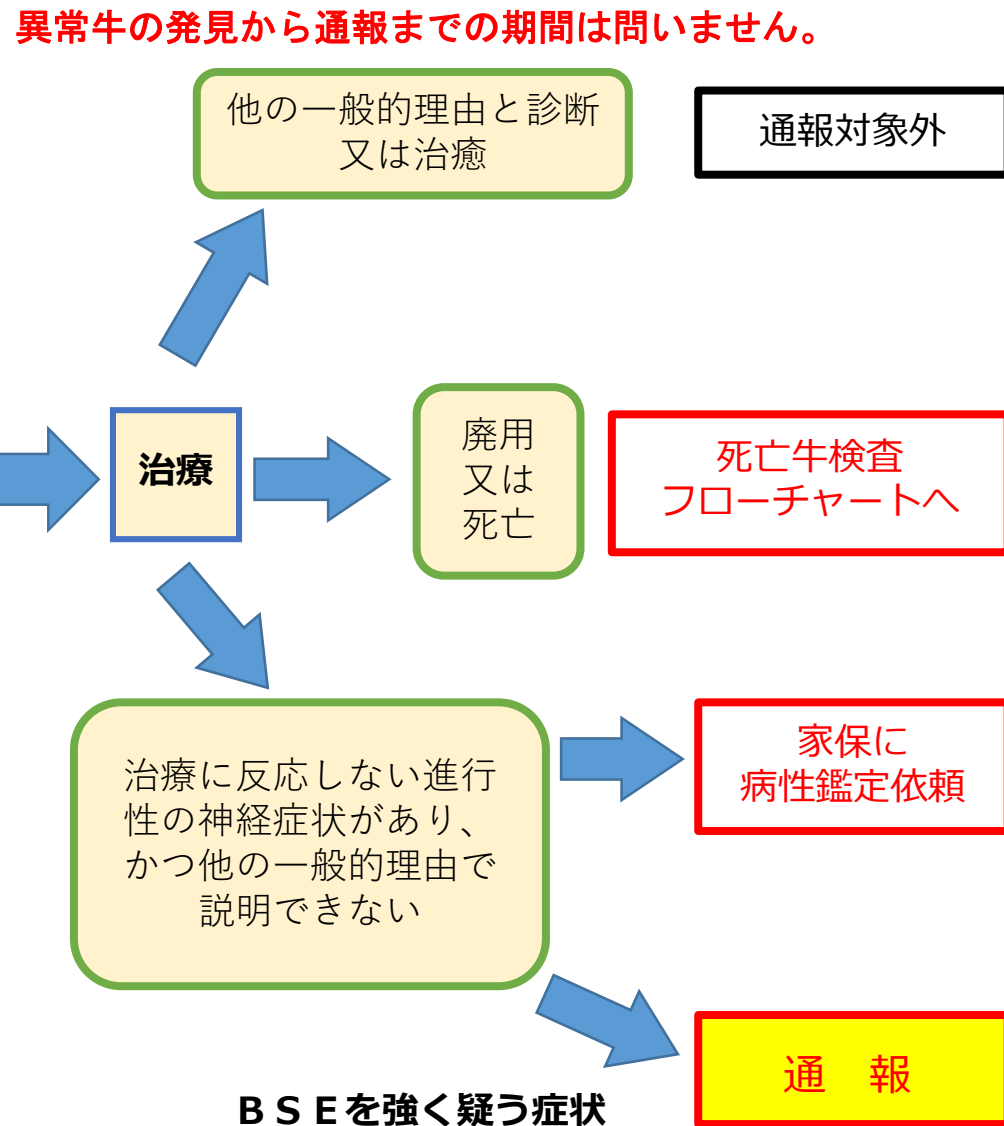 異常牛の発見から通報までの期間は問いません。
他の一般的理由と診断
又は治癒
通報対象外
治療
廃用
又は
死亡
死亡牛検査
フローチャートへ
治療に反応しない進行
性の神経症状があり、
かつ他の一般的理由で
説明できない
家保に
病性鑑定依頼
通　報
ＢＳＥを強く疑う症状